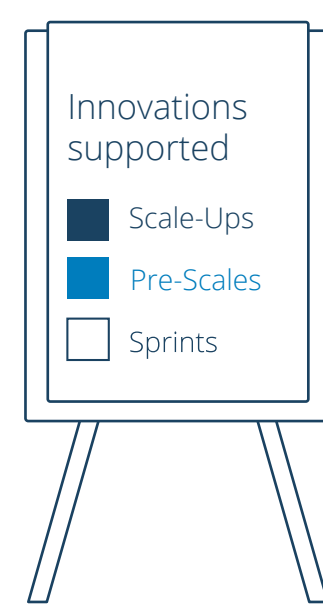 Innovations
supported
Scale-Ups
Pre-Scales
Sprints